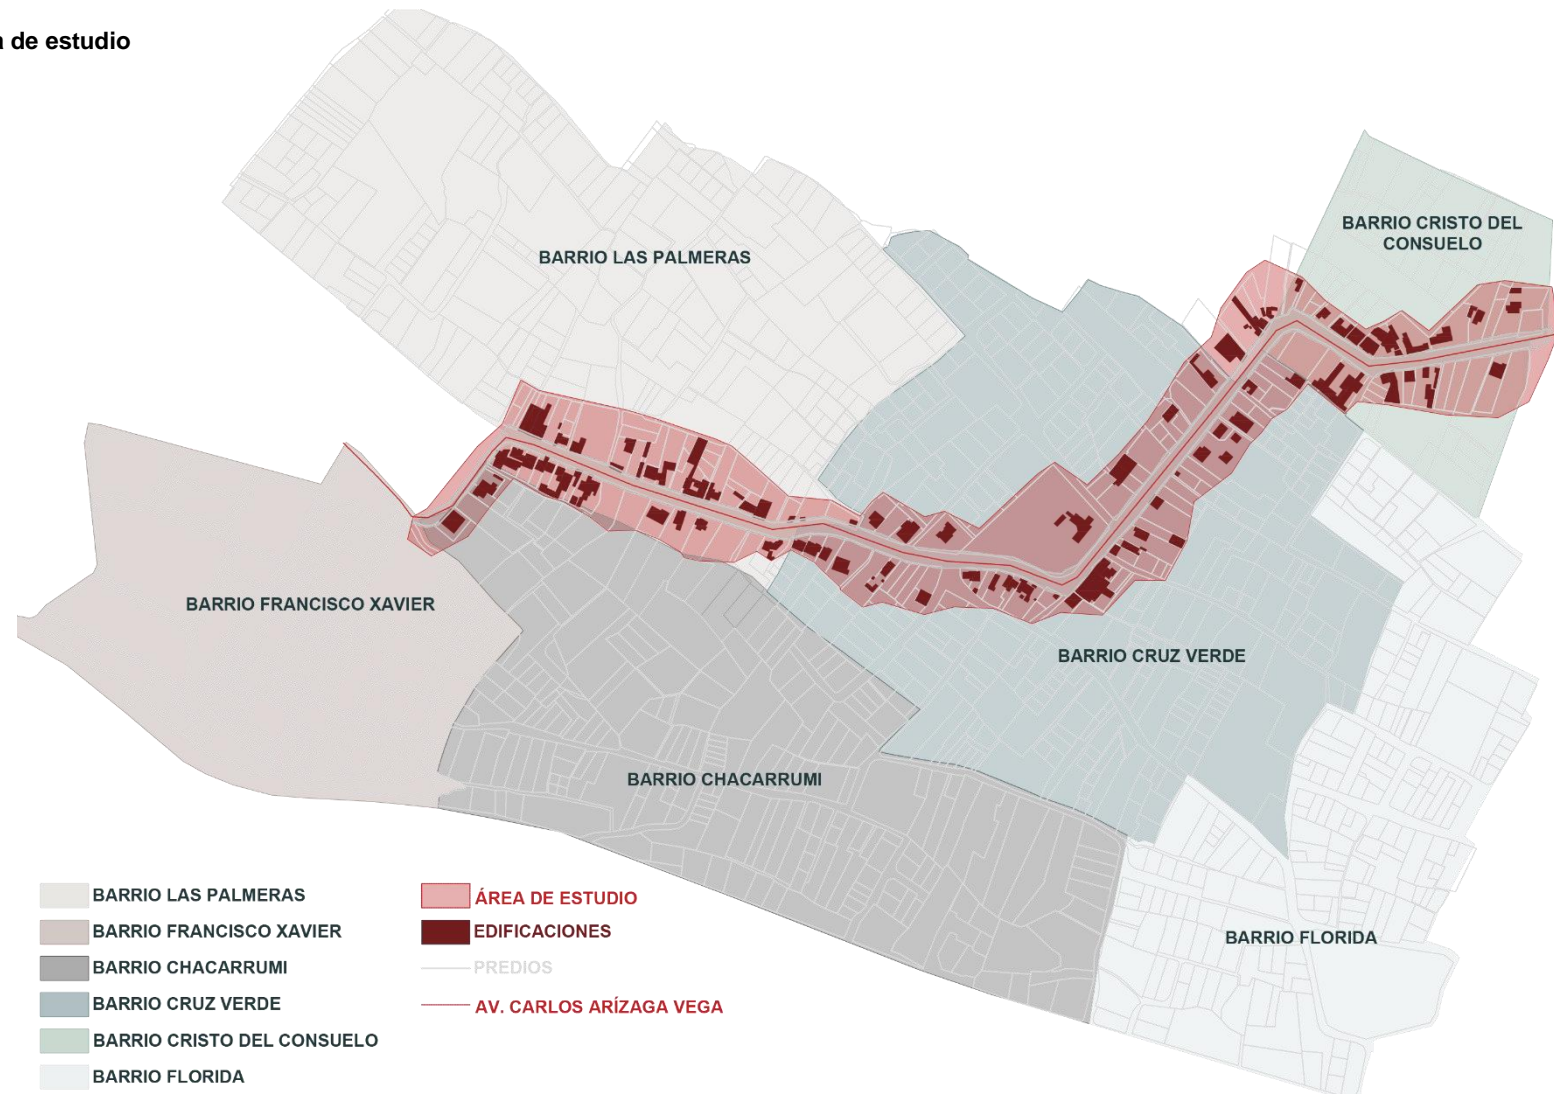 de estudio
BARRIO CRISTO DEL
CONSUELO
BARRIO LAS PALMERAS
BARRIO FRANCISCO XAVIER
BARRIO CRUZ VERDE
BARRIO CHACARRUMI
BARRIO FLORIDA
BARRIO LAS PALMERAS
BARRIO FRANCISCO XAVIER
BARRIO CHACARRUMI
BARRIO CRUZ VERDE
BARRIO CRISTO DEL CONSUELO
BARRIO FLORIDA
ÁREA DE ESTUDIO
EDIFICACIONES
PREDIOS
AV. CARLOS ARÍZAGA VEGA